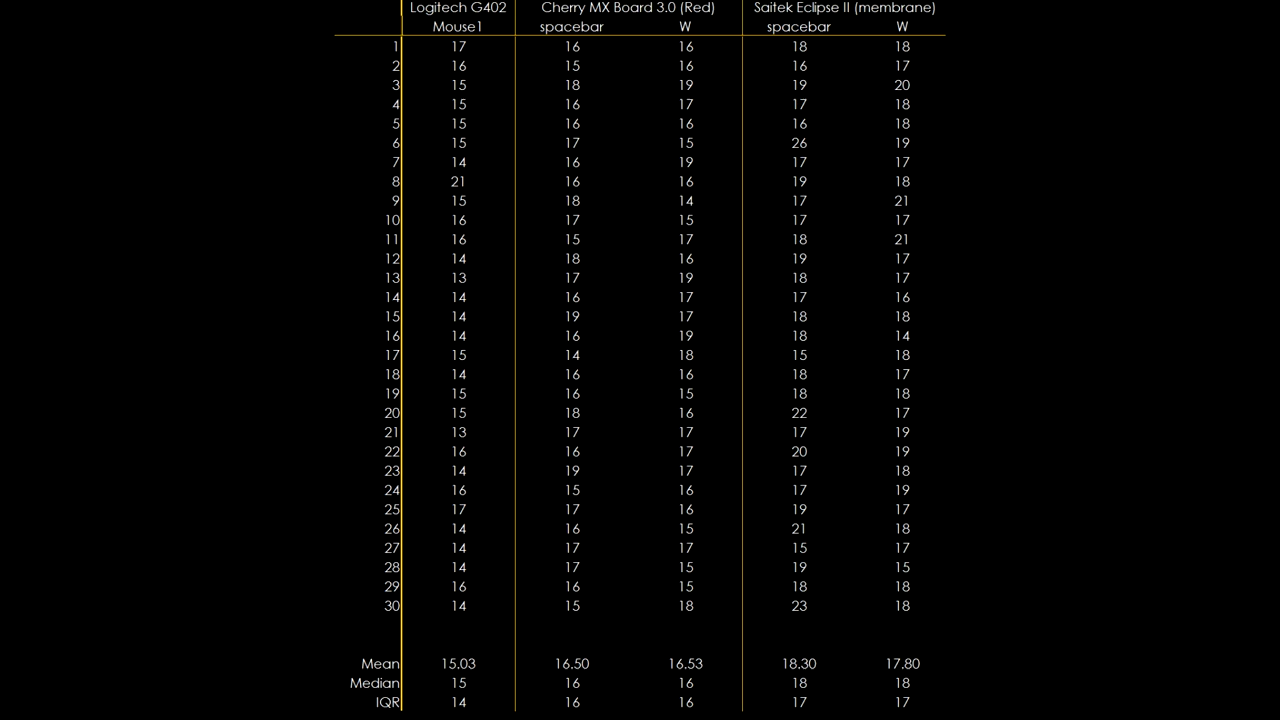 Logitech G402 Cherry MX Board 3.0 (Red) Saitek Eclipse II (membrane)
Mouse1 spacebar W spacebar W
1 17 16 16 18 18
2 16 15 16 16 17
3 15 18 19 19 20
4 15 16 17 17 18
5 15 16 16 16 18
6 15 17 15 26 19
7 14 16 19 17 17
8 21 16 16 19 18
9 15 18 14 17 21
10 16 17 15 17 17
11 16 15 17 18 21
12 14 18 16 19 17
13 13 17 19 18 17
14 14 16 17 17 16
15 14 19 17 18 18
16 14 16 19 18 14
17 15 14 18 15 18
18 14 16 16 18 17
19 15 16 15 18 18
20 15 18 16 22 17
21 13 17 17 17 19
22 16 16 17 20 19
23 14 19 17 17 18
24 16 15 16 17 19
25 17 17 16 19 17
26 14 16 15 21 18
27 14 17 17 15 17
28 14 17 15 19 15
29 16 16 15 18 18
30 14 15 18 23 18
Mean 15.03 16.50 16.53 18.30 17.80
Median 15 16 16 18 18
IQR 14 16 16 17 17